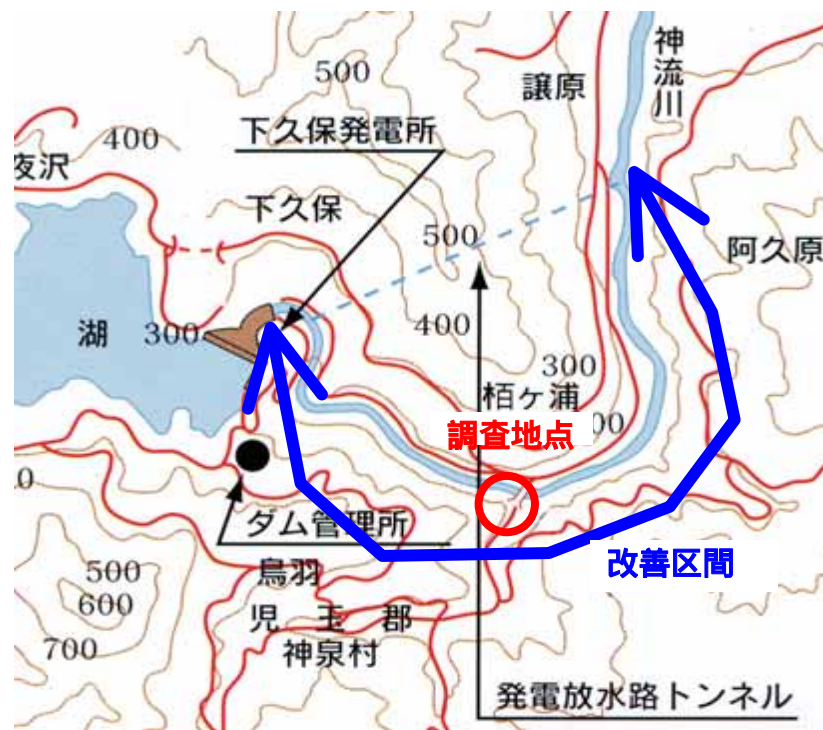 神流川
500
譲原
400
下久保発電所
夜沢
下久保
500
阿久原
湖
300
400
300
栢ヶ浦
00
調査地点
0
ダム管理所
改善区間
500
鳥羽
600
児玉郡
700
神泉村
発電放水路トンネル